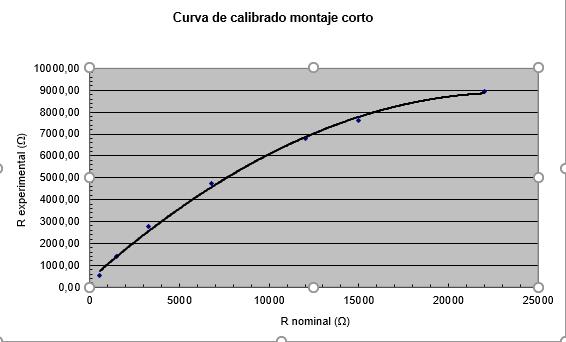 Curva de calibrado montaje corto
10000,00
9000,00
8000,00
7000,00
6000,00
5000,00
4000,00
3000,00
2000,00
1000,00
0,00
R experimental (Ω)
0 5000 10000 15000 20000 25000
R nominal (Ω)